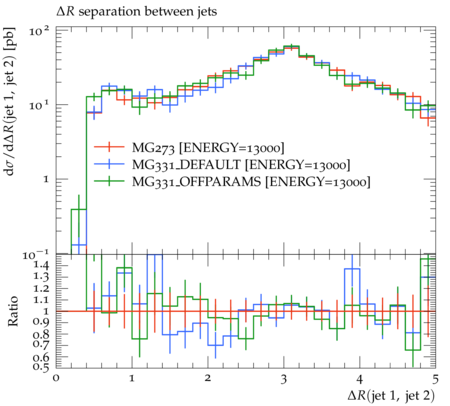 ΔR separation between jets
dσ/dΔR(jet 1, jet 2) [pb]
10²
10¹
1
10⁻¹
MG273 [ENERGY=13000]
MG331_DEFAULT [ENERGY=13000]
MG331_OFFPARAMS [ENERGY=13000]
Ratio
1.4
1.3
1.2
1.1
1
0.9
0.8
0.7
0.6
0.5
0 1 2 3 4 5
ΔR(jet 1, jet 2)